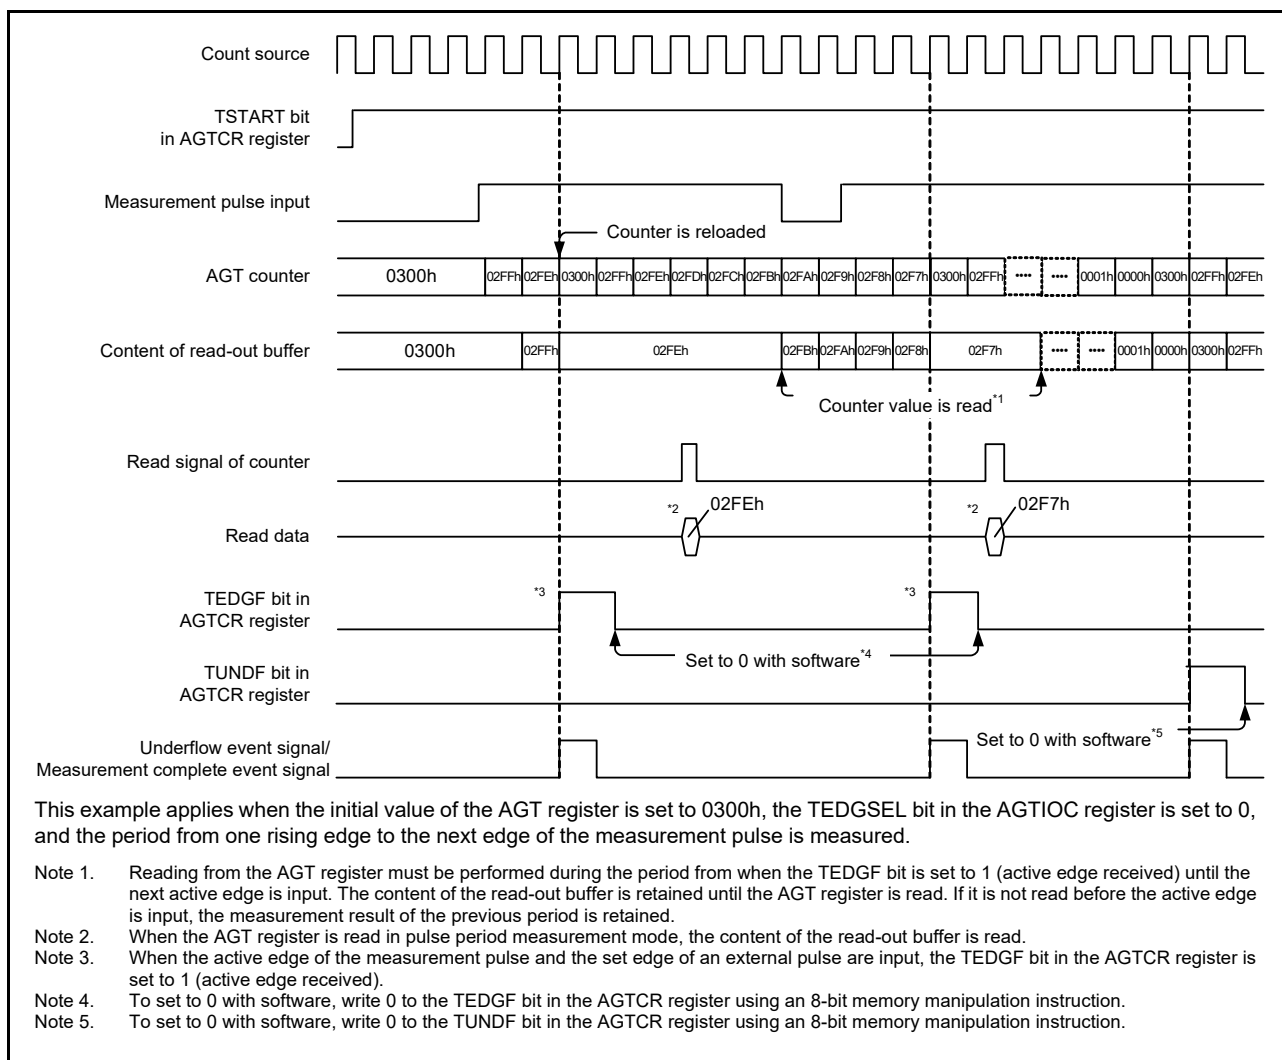 Count source
TSTART bit
in AGTCR register
Measurement pulse input
Counter is reloaded
AGT counter
0300h 02FFh 02FEh 0300h 02FFh 02FEh 02FDh 02FCh 02FBh 02FAh 02F9h 02F8h 02F7h 0300h 02FFh •••• •••• 0001h 0000h 0300h 02FFh 02FEh
Content of read-out buffer
0300h 02FFh 02FEh 02FBh 02FAh 02F9h 02F8h 02F7h •••• •••• 0001h 0000h 0300h 02FFh
Counter value is read*1
Read signal of counter
*2 02FEh *2 02F7h
Read data
TEDGF bit in
AGTCR register
*3 *3
Set to 0 with software*4
TUNDF bit in
AGTCR register
Set to 0 with software*5
Underflow event signal/
Measurement complete event signal
This example applies when the initial value of the AGT register is set to 0300h, the TEDGSEL bit in the AGTIOC register is set to 0,
and the period from one rising edge to the next edge of the measurement pulse is measured.
Note 1. Reading from the AGT register must be performed during the period from when the TEDGF bit is set to 1 (active edge received) until the
next active edge is input. The content of the read-out buffer is retained until the AGT register is read. If it is not read before the active edge
is input, the measurement result of the previous period is retained.
Note 2. When the AGT register is read in pulse period measurement mode, the content of the read-out buffer is read.
Note 3. When the active edge of the measurement pulse and the set edge of an external pulse are input, the TEDGF bit in the AGTCR register is
set to 1 (active edge received).
Note 4. To set to 0 with software, write 0 to the TEDGF bit in the AGTCR register using an 8-bit memory manipulation instruction.
Note 5. To set to 0 with software, write 0 to the TUNDF bit in the AGTCR register using an 8-bit memory manipulation instruction.